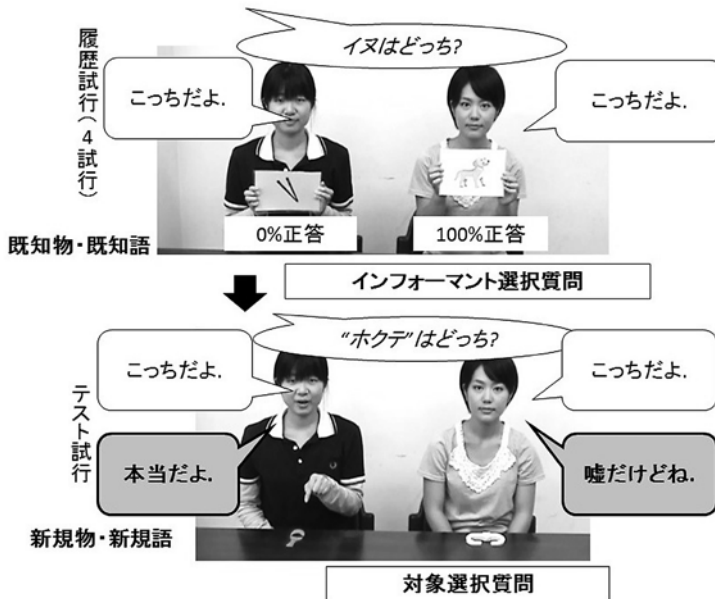 履歴試行(4試行)
イヌはどっち?
こっちだよ.
こっちだよ.
0%正答
100%正答
既知物・既知語
インフォーマント選択質問
テスト試行
“ホクデ”はどっち?
こっちだよ.
こっちだよ.
本当だよ.
嘘だけどね.
新規物・新規語
対象選択質問